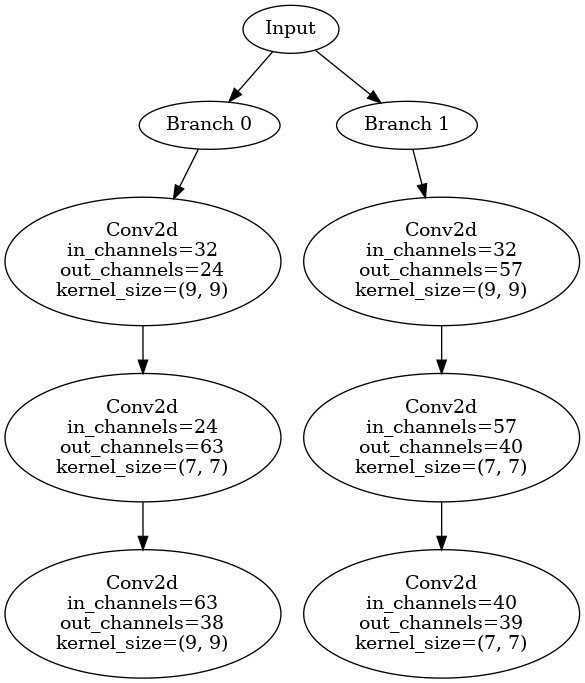 Input
Branch 0
Branch 1
Conv2d
in_channels=32
out_channels=24
kernel_size=(9, 9)
Conv2d
in_channels=32
out_channels=57
kernel_size=(9, 9)
Conv2d
in_channels=24
out_channels=63
kernel_size=(7, 7)
Conv2d
in_channels=57
out_channels=40
kernel_size=(7, 7)
Conv2d
in_channels=63
out_channels=38
kernel_size=(9, 9)
Conv2d
in_channels=40
out_channels=39
kernel_size=(7, 7)